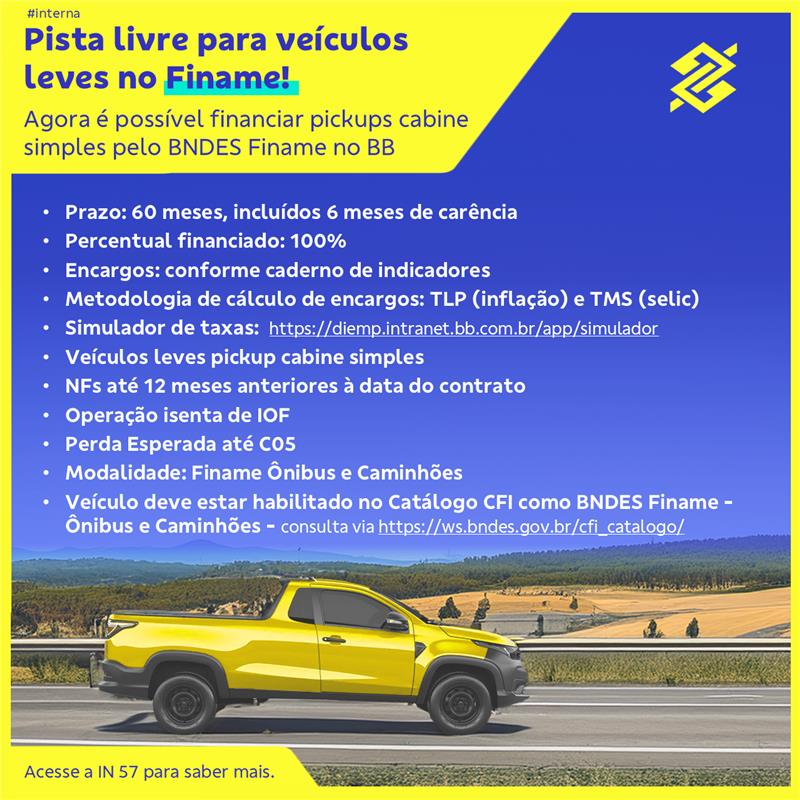 #interna
Pista livre para veículos
leves no Finame!
Agora é possível financiar pickups cabine
simples pelo BNDES Finame no BB
• Prazo: 60 meses, incluídos 6 meses de carência
• Percentual financiado: 100%
• Encargos: conforme caderno de indicadores
• Metodologia de cálculo de encargos: TLP (inflação) e TMS (selic)
• Simulador de taxas: https://diemp.intranet.bb.com.br/app/simulador
• Veículos leves pickup cabine simples
• NFs até 12 meses anteriores à data do contrato
• Operação isenta de IOF
• Perda Esperada até C05
• Modalidade: Finame Ônibus e Caminhões
• Veículo deve estar habilitado no Catálogo CFI como BNDES Finame -
Ônibus e Caminhões - consulta via https://ws.bndes.gov.br/cfi_catalogo/
Acesse a IN 57 para saber mais.